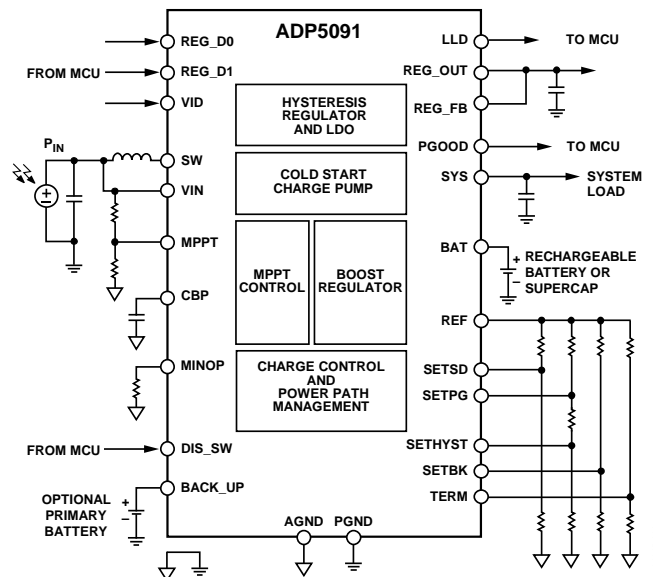 ADP5091
REG_D0
FROM MCU
REG_D1
VID
PIN
SW
VIN
MPPT
CBP
MINOP
FROM MCU
DIS_SW
OPTIONAL
PRIMARY
BATTERY
BACK_UP
HYSTERESIS
REGULATOR
AND LDO
COLD START
CHARGE PUMP
MPPT
CONTROL
BOOST
REGULATOR
CHARGE CONTROL
AND
POWER PATH
MANAGEMENT
AGND
PGND
LLD
TO MCU
REG_OUT
REG_FB
PGOOD
TO MCU
SYS
SYSTEM
LOAD
BAT
+
–
RECHARGEABLE
BATTERY OR
SUPERCAP
REF
SETSD
SETPG
SETHYST
SETBK
TERM